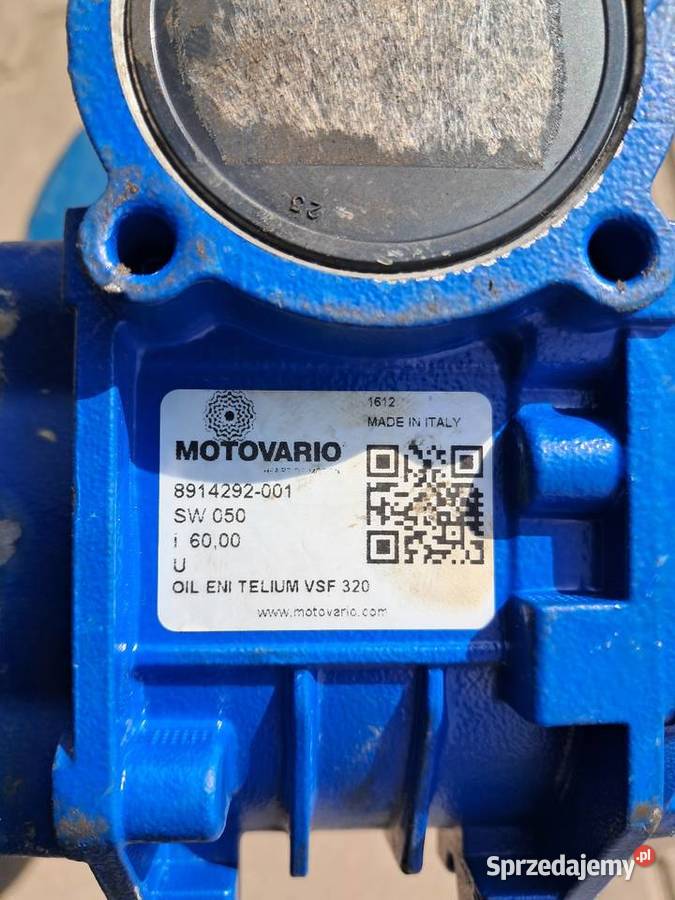 23
1612
MADE IN ITALY
MOTOVARIO
8914292-001
SW 050
i 60,00
U
OIL ENI TELIUM VSF 320
www.motovario.com
Sprzedajemy.pl